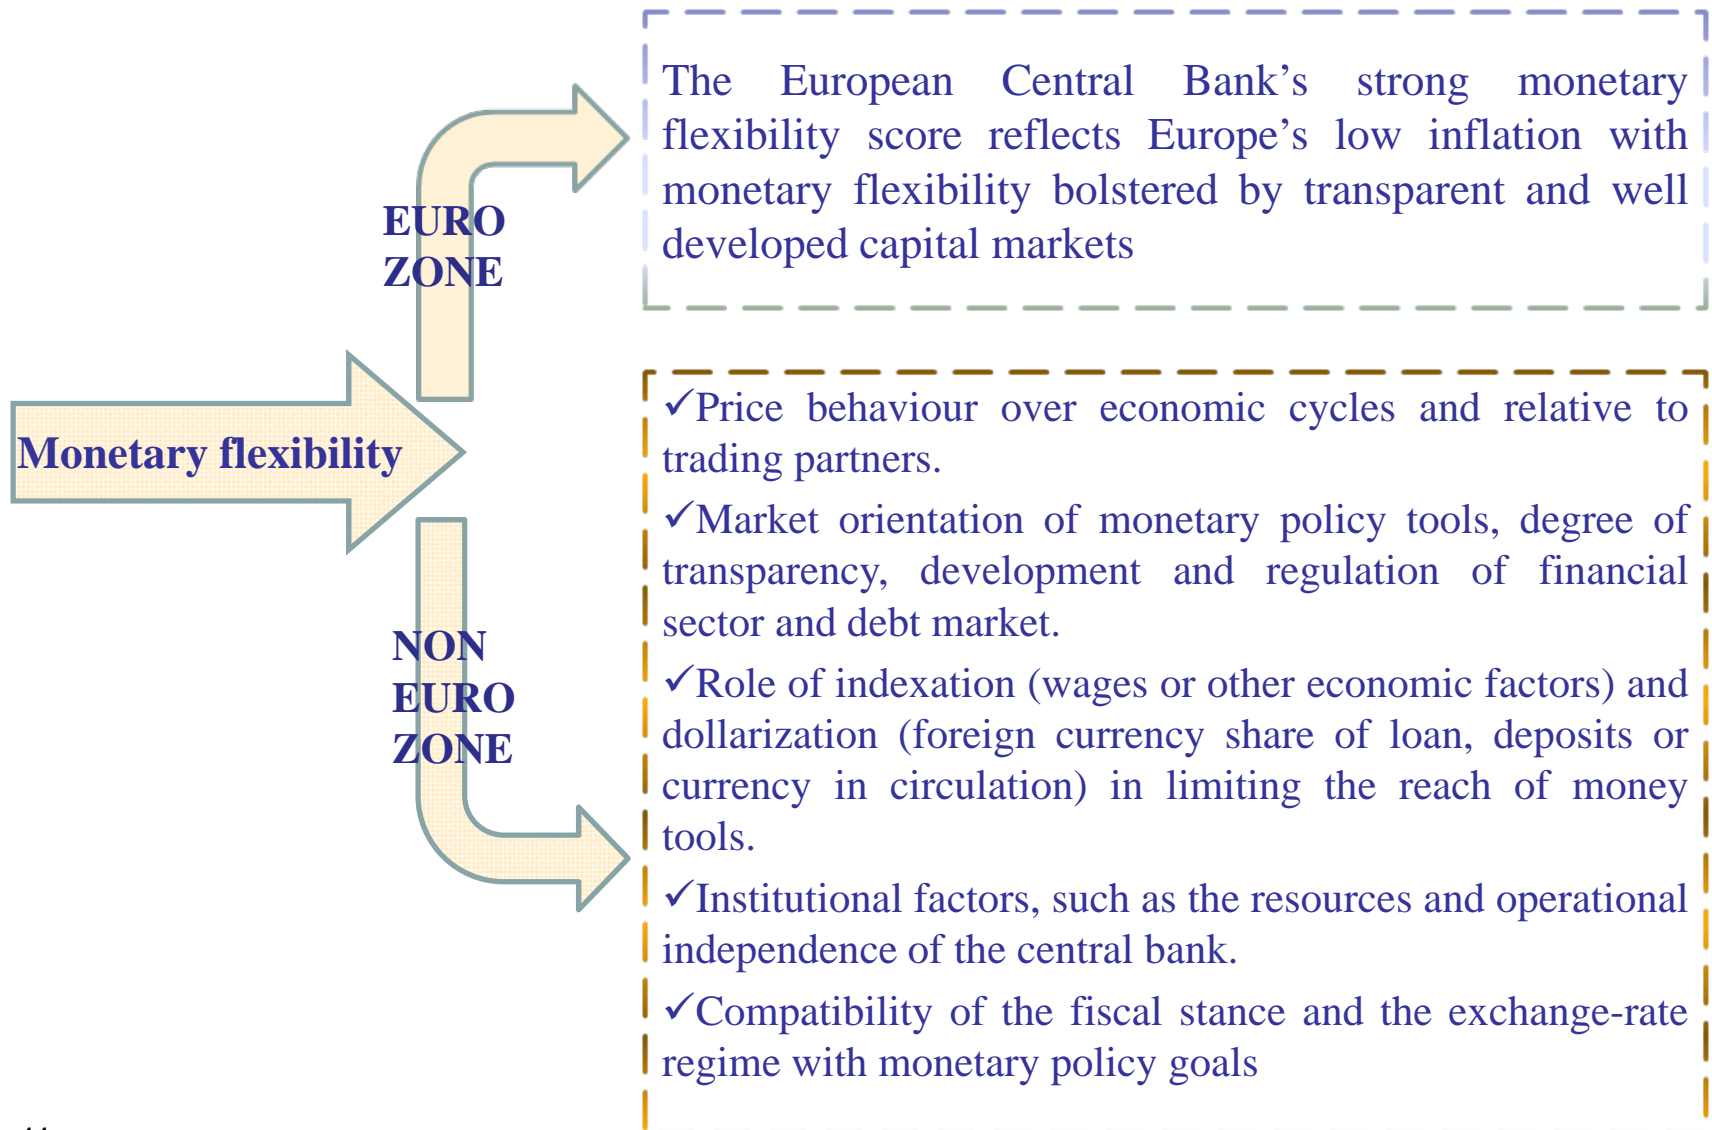 The European Central Bank’s strong monetary
flexibility score reflects Europe’s low inflation with
monetary flexibility bolstered by transparent and well
developed capital markets
EURO
ZONE
Monetary flexibility
NON
EURO
ZONE
✓Price behaviour over economic cycles and relative to
trading partners.
✓Market orientation of monetary policy tools, degree of
transparency, development and regulation of financial
sector and debt market.
✓Role of indexation (wages or other economic factors) and
dollarization (foreign currency share of loan, deposits or
currency in circulation) in limiting the reach of money
tools.
✓Institutional factors, such as the resources and operational
independence of the central bank.
✓Compatibility of the fiscal stance and the exchange-rate
regime with monetary policy goals